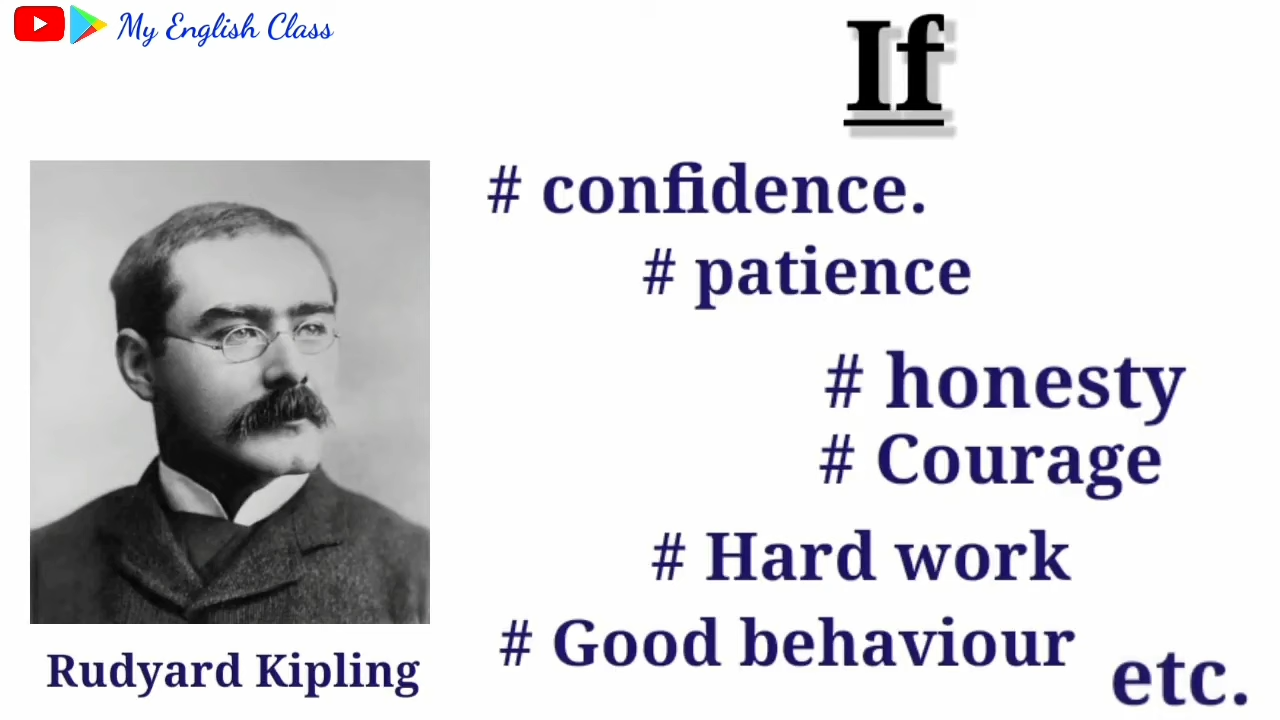 My English Class
If
# confidence.
# patience
# honesty
# Courage
# Hard work
# Good behaviour
etc.
Rudyard Kipling